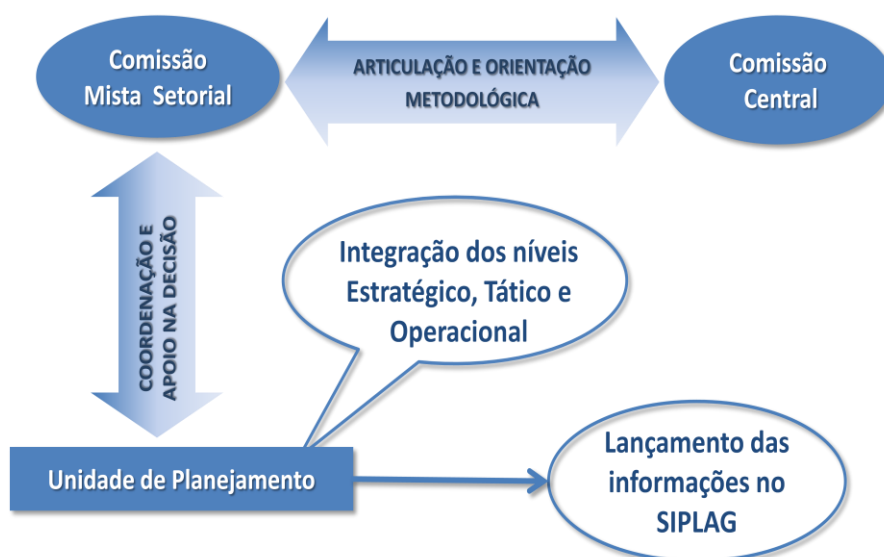 Comissão
Mista Setorial
ARTICULAÇÃO E ORIENTAÇÃO
METODOLÓGICA
Comissão
Central
COORDENAÇÃO E
APOIO NA DECISÃO
Integração dos níveis
Estratégico, Tático e
Operacional
Unidade de Planejamento
Lançamento das
informações no
SIPLAG